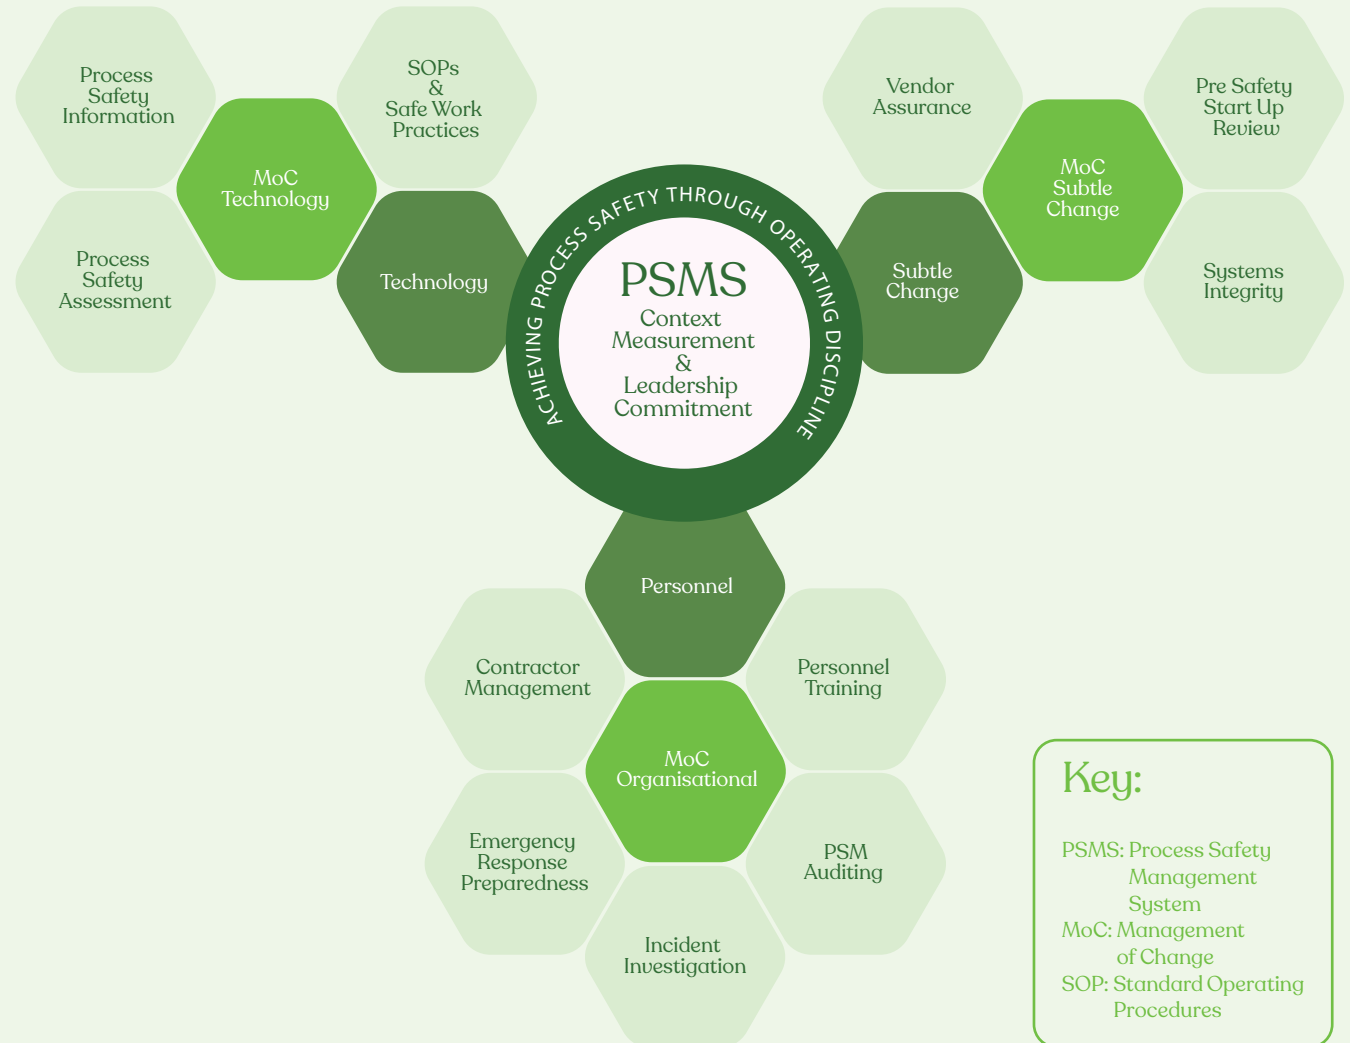 Process
Safety
Information
SOPs
&
Safe Work
Practices
MoC
Technology
Process
Safety
Assessment
Technology
ACHIEVING PROCESS SAFETY THROUGH OPERATING DISCIPLINE
PSMS
Context
Measurement
&
Leadership
Commitment
Vendor
Assurance
Pre Safety
Start Up
Review
MoC
Subtle
Change
Subtle
Change
Systems
Integrity
Personnel
Contractor
Management
Personnel
Training
MoC
Organisational
Emergency
Response
Preparedness
PSM
Auditing
Incident
Investigation
Key:
PSMS: Process Safety
Management
System
MoC: Management
of Change
SOP: Standard Operating
Procedures